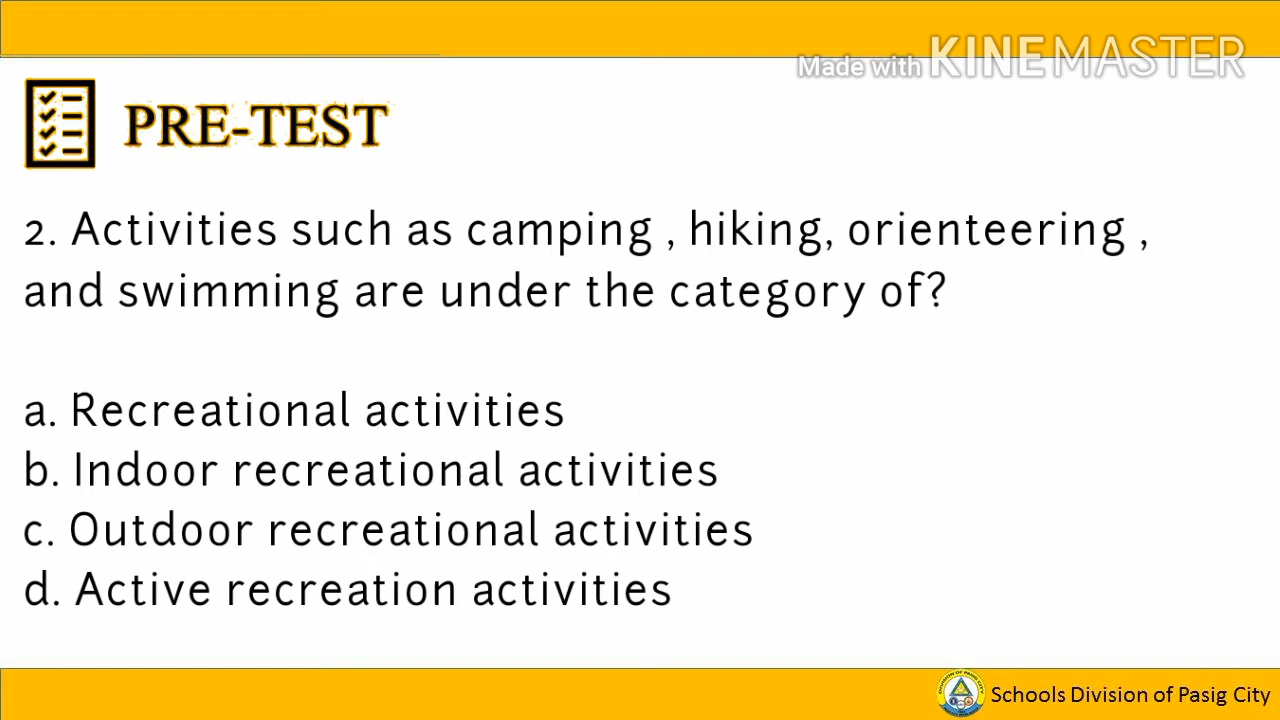 Made with KINEMASTER
PRE-TEST
2. Activities such as camping , hiking, orienteering ,
and swimming are under the category of?
a. Recreational activities
b. Indoor recreational activities
c. Outdoor recreational activities
d. Active recreation activities
Schools Division of Pasig City